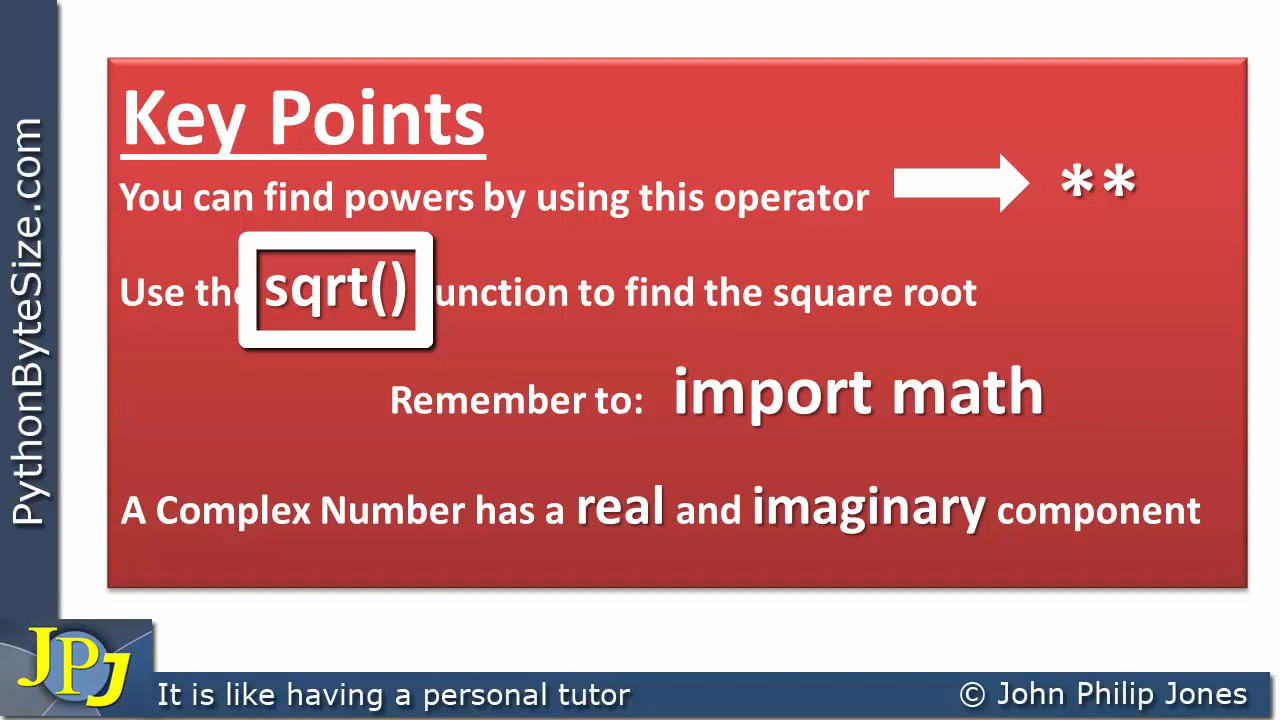 Key Points
You can find powers by using this operator **
Use the sqrt() function to find the square root
Remember to: import math
A Complex Number has a real and imaginary component
PythonByteSize.com
JPJ
It is like having a personal tutor
© John Philip Jones